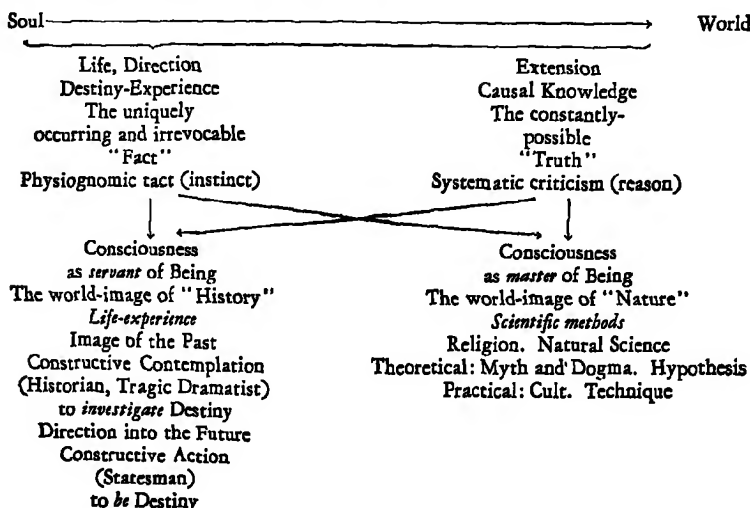 Soul World
Life, Direction
Destiny-Experience
The uniquely
occurring and irrevocable
"Fact"
Physiognomic tact (instinct)
Extension
Causal Knowledge
The constantly-
possible
"Truth"
Systematic criticism (reason)
Consciousness
as servant of Being
The world-image of "History"
Life-experience
Image of the Past
Constructive Contemplation
(Historian, Tragic Dramatist)
to investigate Destiny
Direction into the Future
Constructive Action
(Statesman)
to be Destiny
Consciousness
as master of Being
The world-image of "Nature"
Scientific methods
Religion. Natural Science
Theoretical: Myth and Dogma. Hypothesis
Practical: Cult. Technique